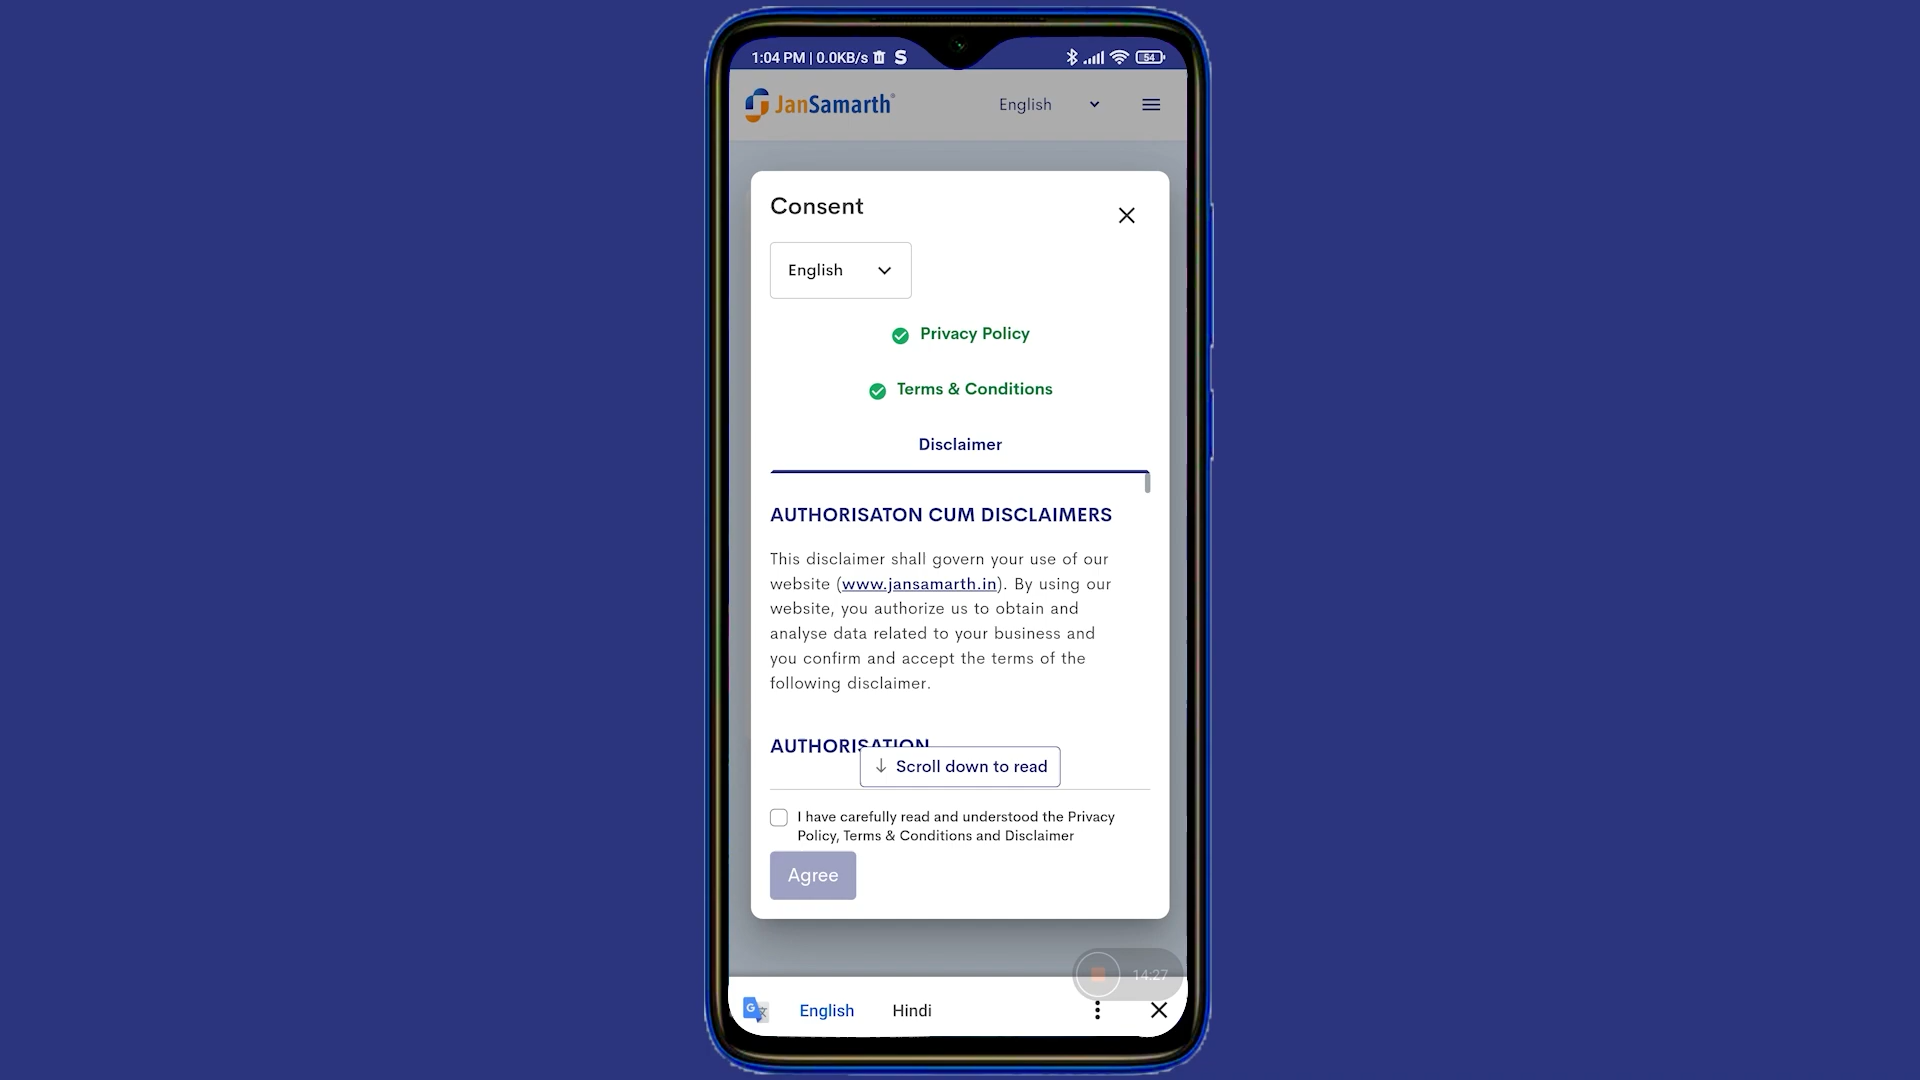 1:04 PM | 0.0KB/s S
54
JanSamarth
English
Consent
English
Privacy Policy
Terms & Conditions
Disclaimer
AUTHORISATON CUM DISCLAIMERS
This disclaimer shall govern your use of our
website (www.jansamarth.in). By using our
website, you authorize us to obtain and
analyse data related to your business and
you confirm and accept the terms of the
following disclaimer.
AUTHORISATION
Scroll down to read
I have carefully read and understood the Privacy
Policy, Terms & Conditions and Disclaimer
Agree
14:27
English Hindi